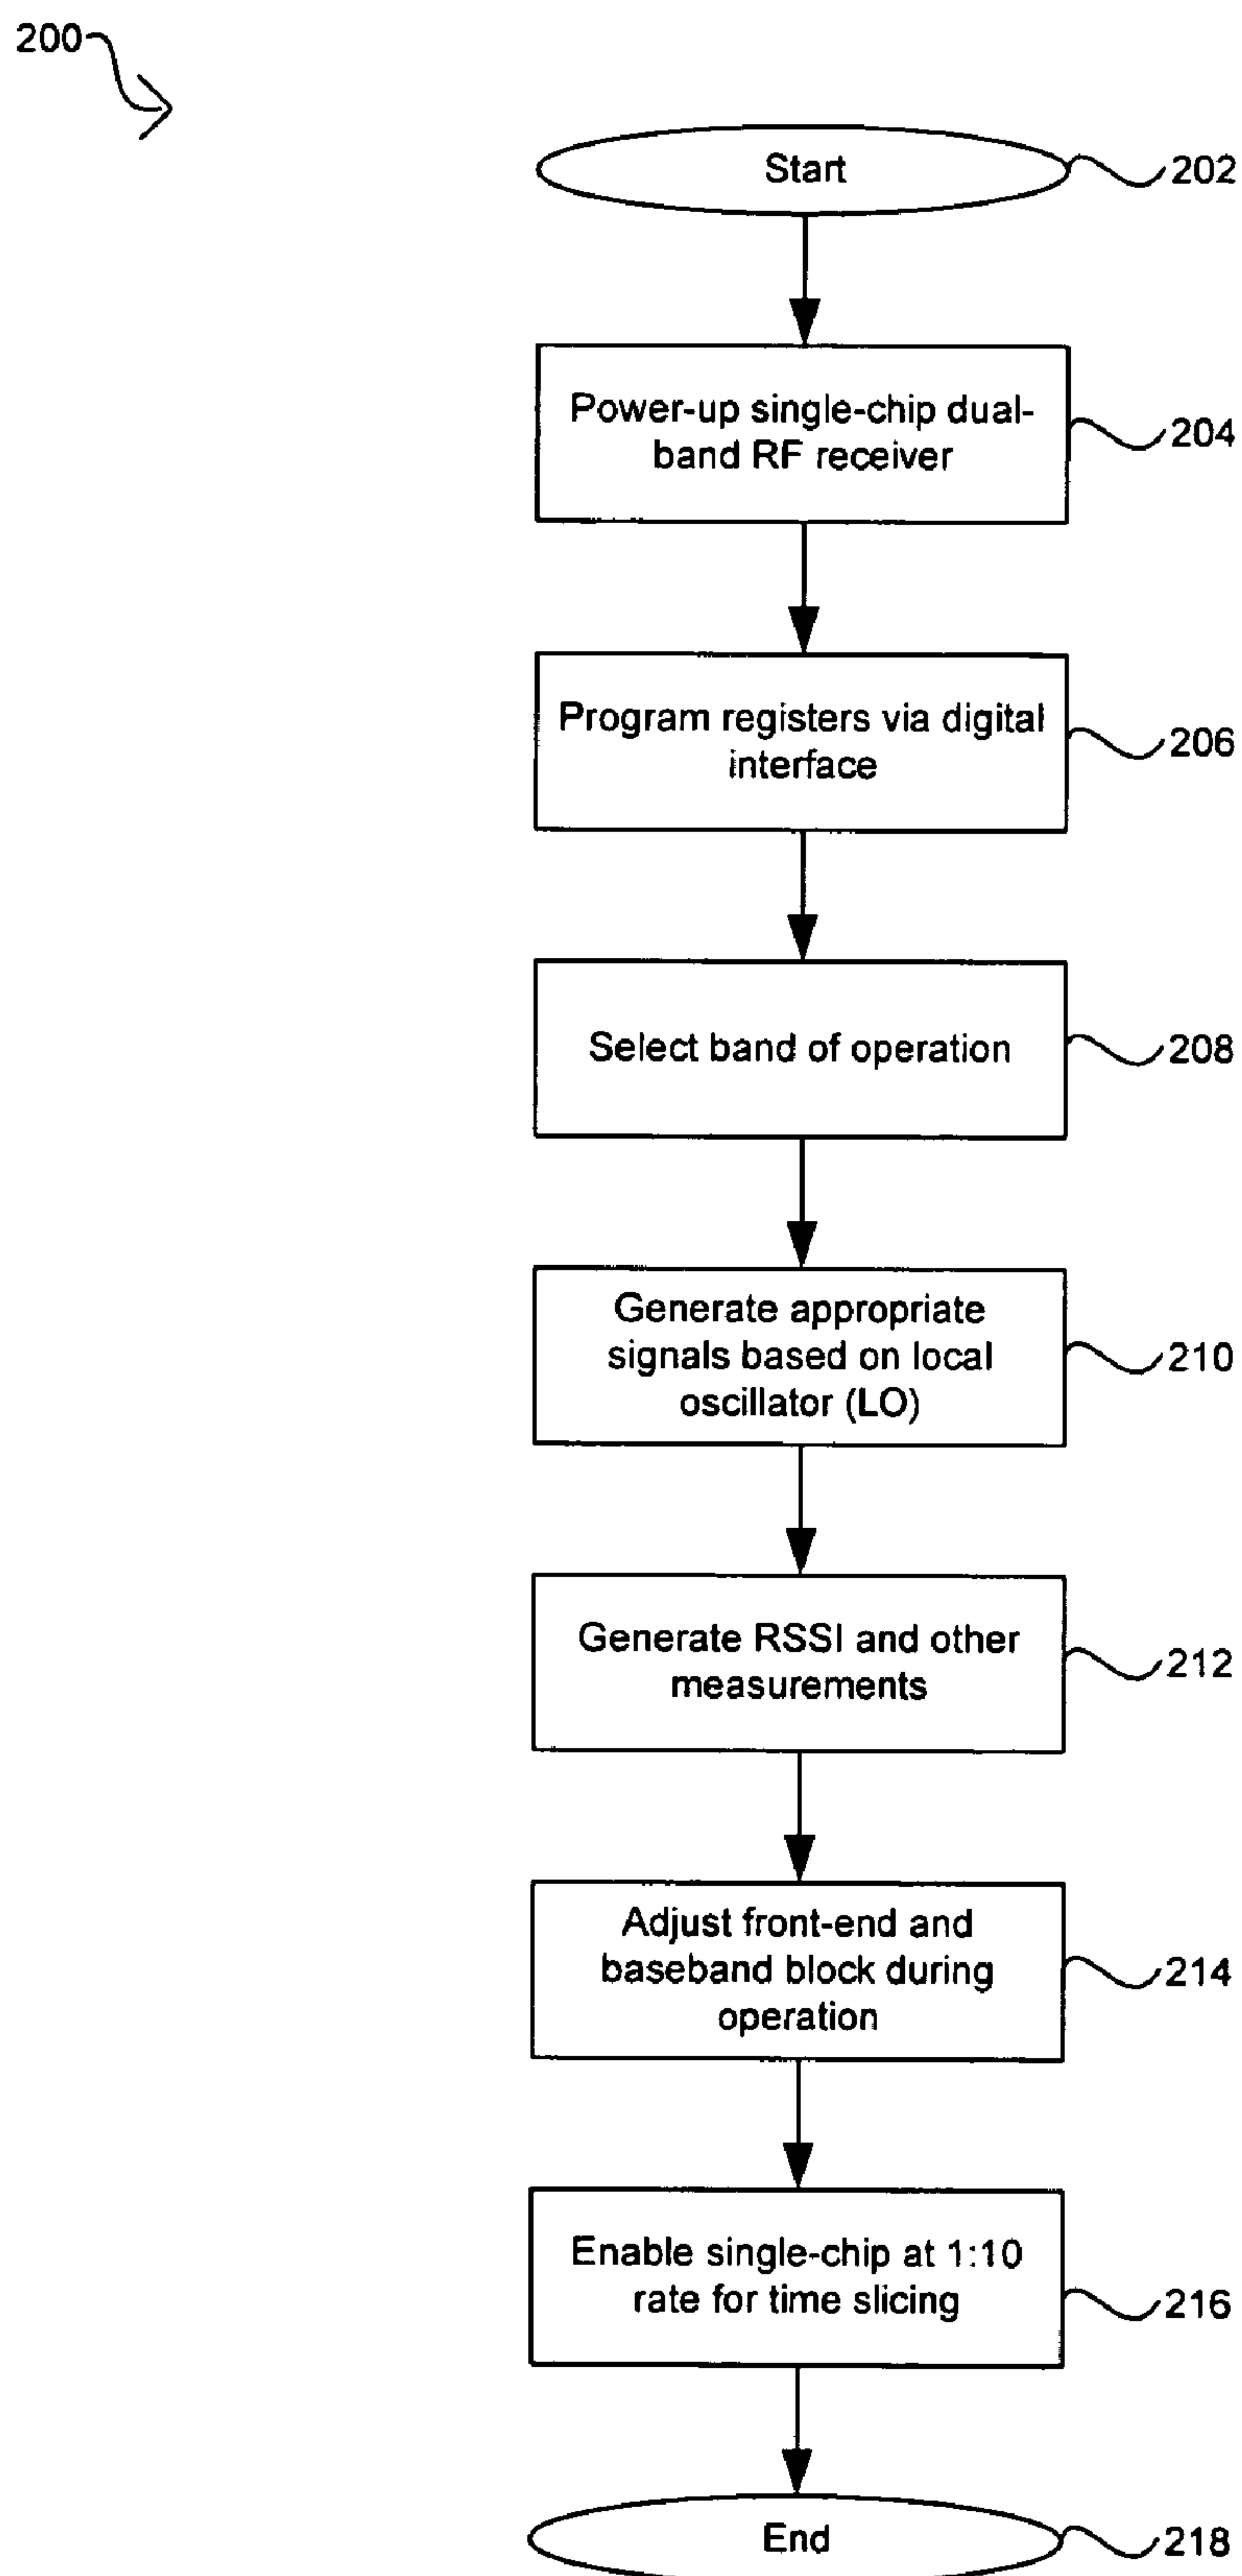 200
Start
202
Power-up single-chip dual-
band RF receiver
204
Program registers via digital
interface
206
Select band of operation
208
Generate appropriate
signals based on local
oscillator (LO)
210
Generate RSSI and other
measurements
212
Adjust front-end and
baseband block during
operation
214
Enable single-chip at 1:10
rate for time slicing
216
End
218